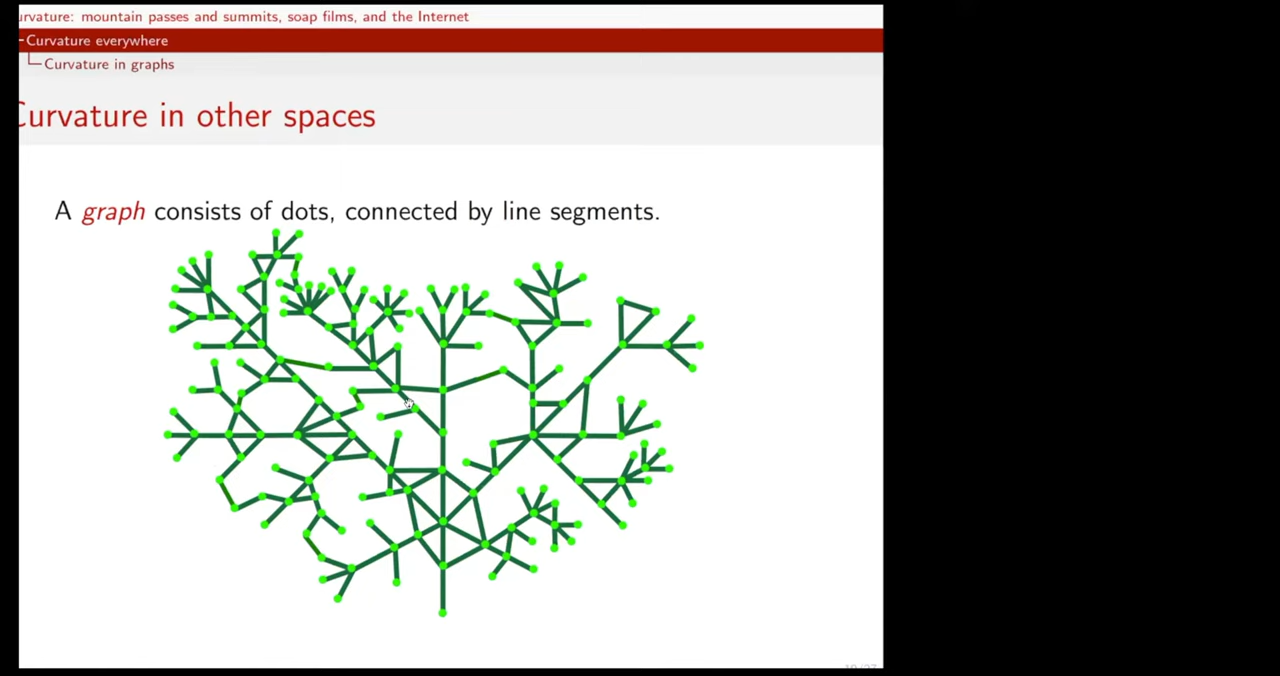 urvature: mountain passes and summits, soap films, and the Internet
Curvature everywhere
Curvature in graphs
Curvature in other spaces
A graph consists of dots, connected by line segments.